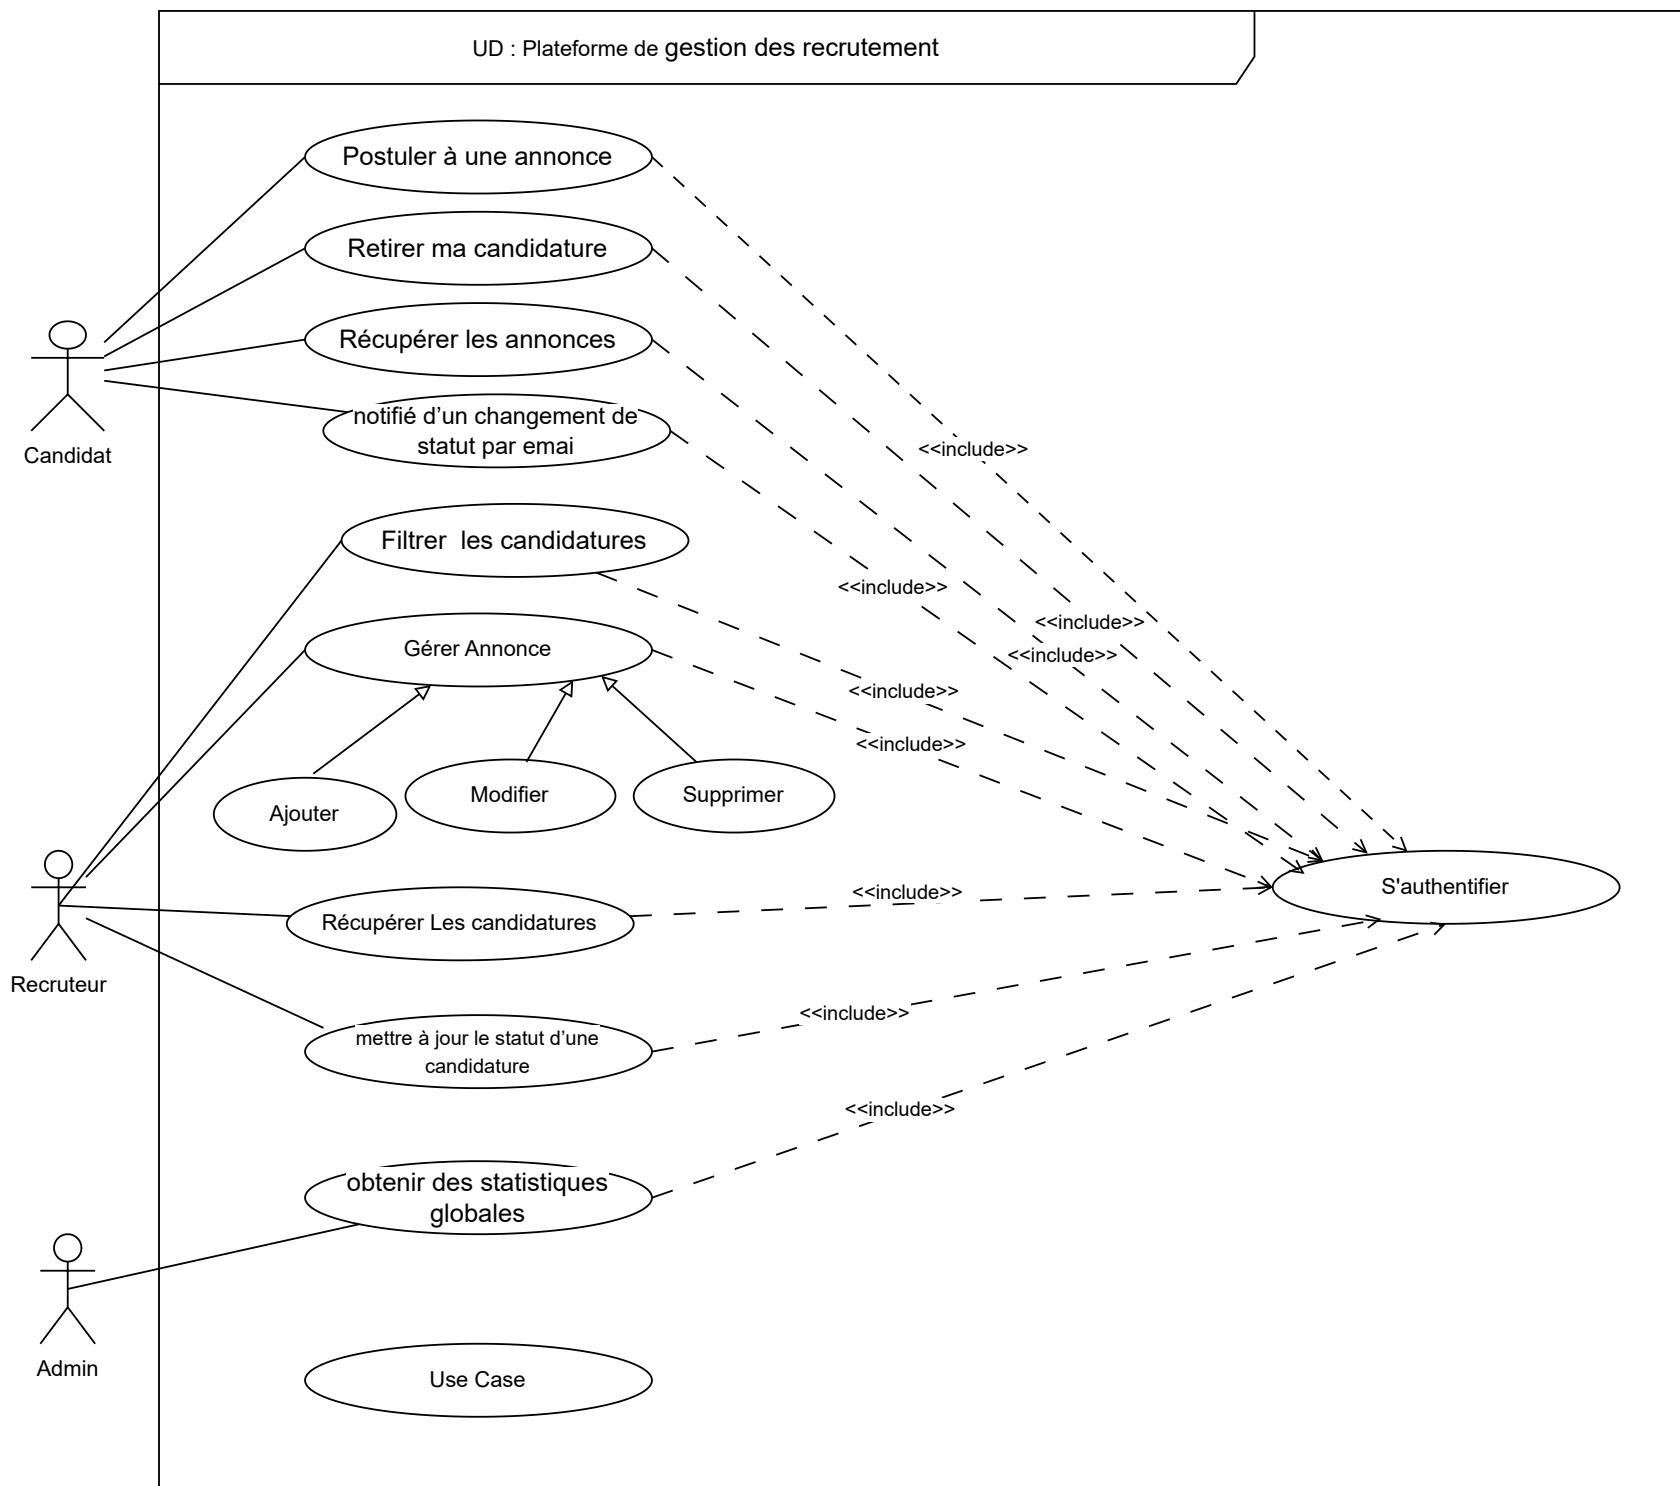 UD : Plateforme de gestion des recrutement
Postuler à une annonce
Retirer ma candidature
Récupérer les annonces
notifié d’un changement de
statut par emai
Candidat
<<include>>
Filtrer  les candidatures
<<include>>
<<include>>
Gérer Annonce
<<include>>
<<include>>
<<include>>
Ajouter
Modifier
Supprimer
S'authentifier
<<include>>
Récupérer Les candidatures
Recruteur
<<include>>
mettre à jour le statut d’une
candidature
<<include>>
obtenir des statistiques
globales
Admin
Use Case